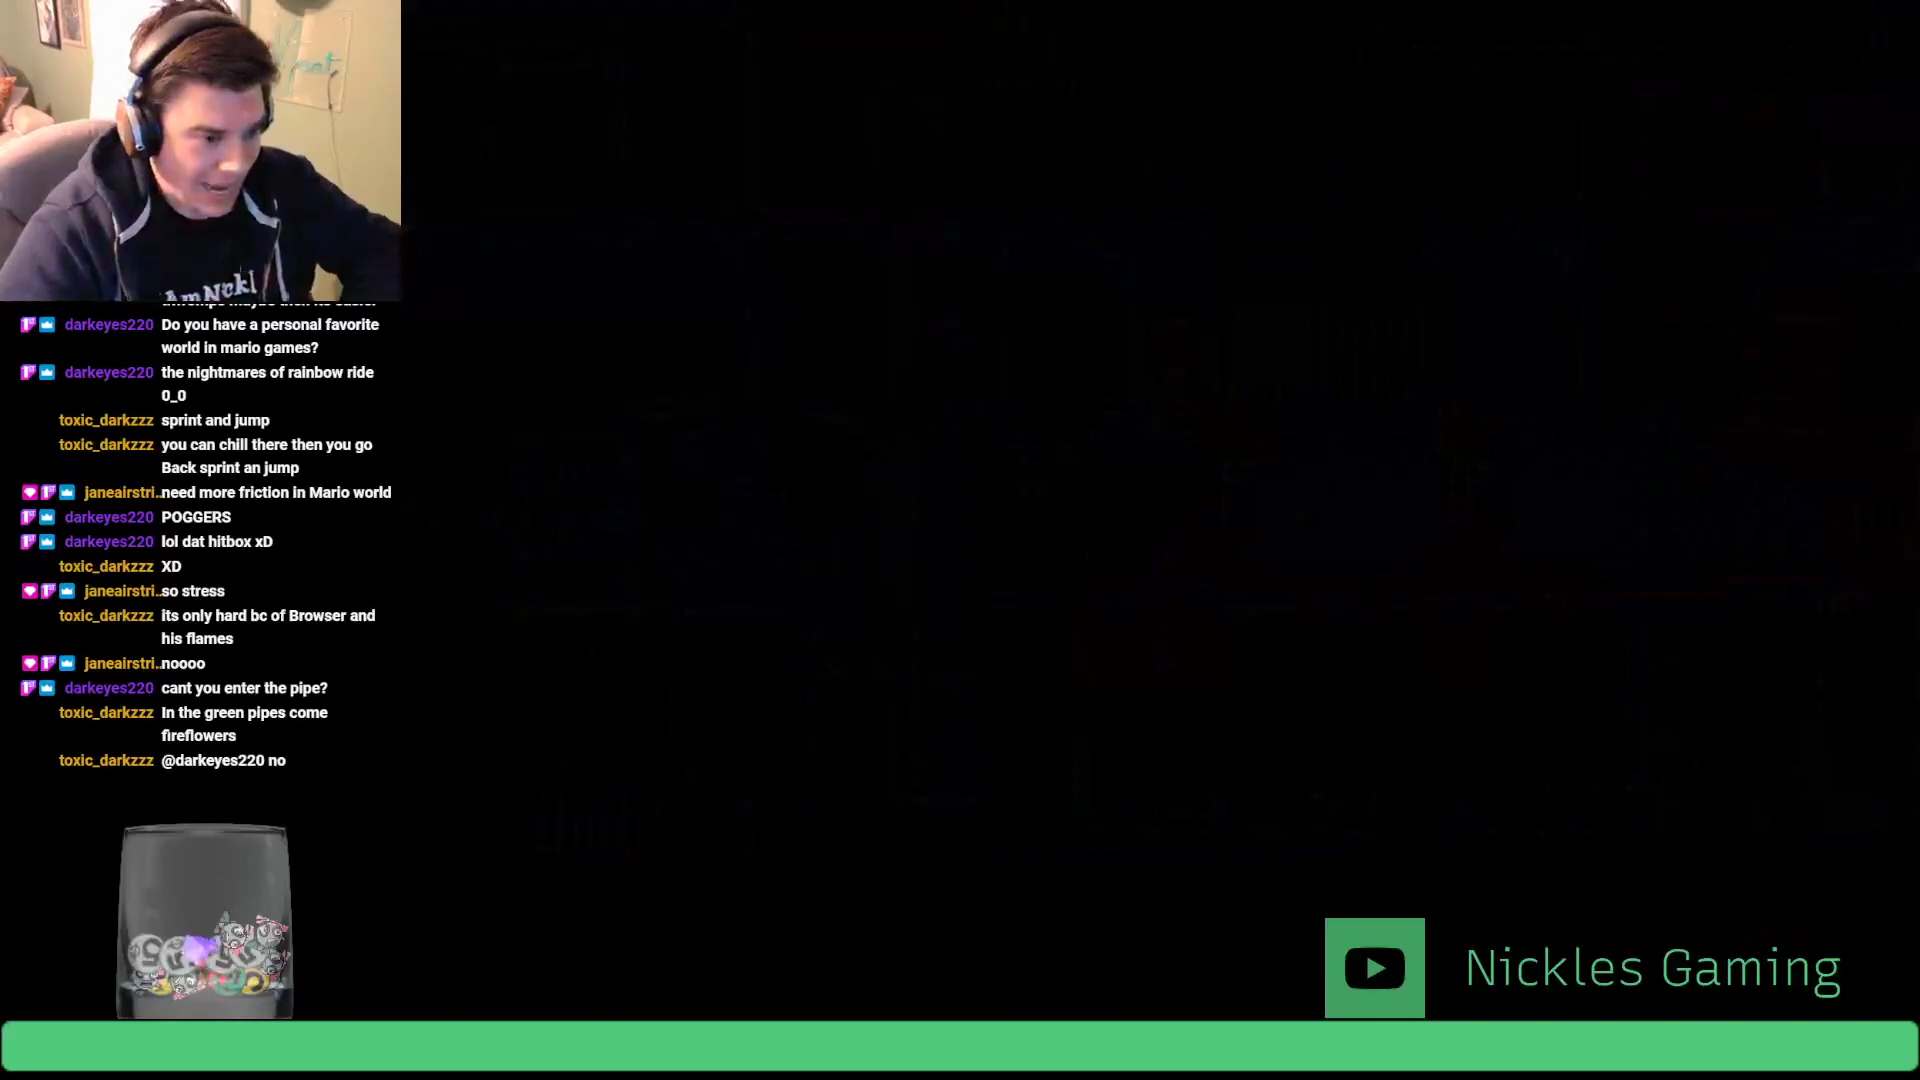 AmNckl
darkeyes220 Do you have a personal favorite
world in mario games?
darkeyes220 the nightmares of rainbow ride
0_0
toxic_darkzzz sprint and jump
toxic_darkzzz you can chill there then you go
Back sprint an jump
janeairstri.. need more friction in Mario world
darkeyes220 POGGERS
darkeyes220 lol dat hitbox xD
toxic_darkzzz XD
janeairstri.. so stress
toxic_darkzzz its only hard bc of Browser and
his flames
janeairstri.. noooo
darkeyes220 cant you enter the pipe?
toxic_darkzzz In the green pipes come
fireflowers
toxic_darkzzz @darkeyes220 no
Nickles Gaming